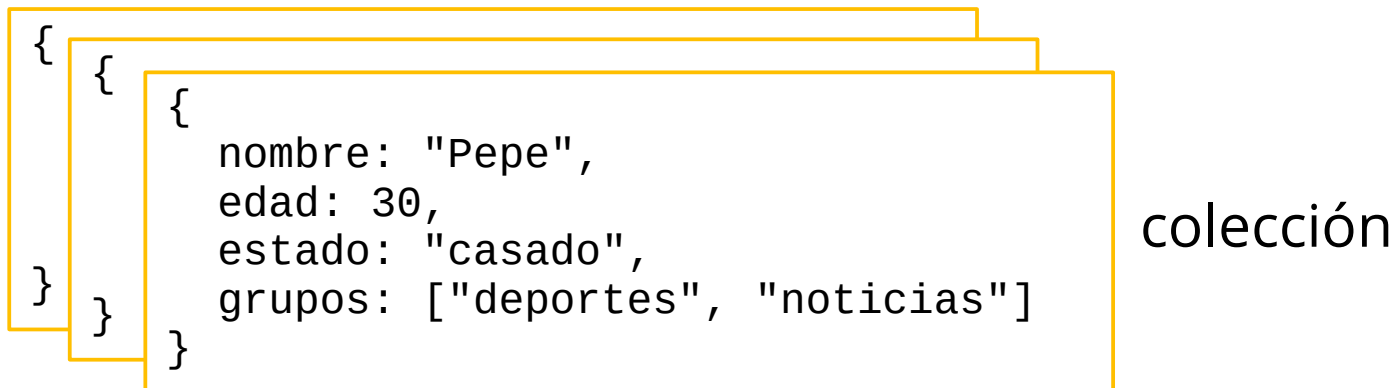 {
{
{
nombre: "Pepe",
edad: 30,
estado: "casado",
grupos: ["deportes", "noticias"]
}
}
}
colección